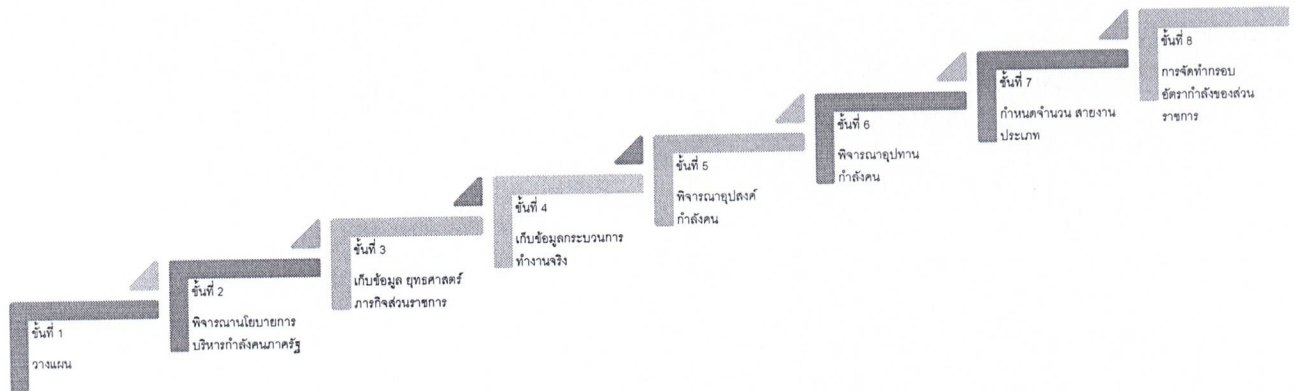 ขั้นที่ 1
วางแผน
ขั้นที่ 2
พิจารณานโยบายการ
บริหารกำลังคนภาครัฐ
ขั้นที่ 3
เก็บข้อมูล ยุทธศาสตร์
ภารกิจส่วนราชการ
ขั้นที่ 4
เก็บข้อมูลกระบวนการ
ทำงานจริง
ขั้นที่ 5
พิจารณาอุปสงค์
กำลังคน
ขั้นที่ 6
พิจารณาอุปทาน
กำลังคน
ขั้นที่ 7
กำหนดจำนวน สายงาน
ประเภท
ขั้นที่ 8
การจัดทำกรอบ
อัตรากำลังของส่วน
ราชการ